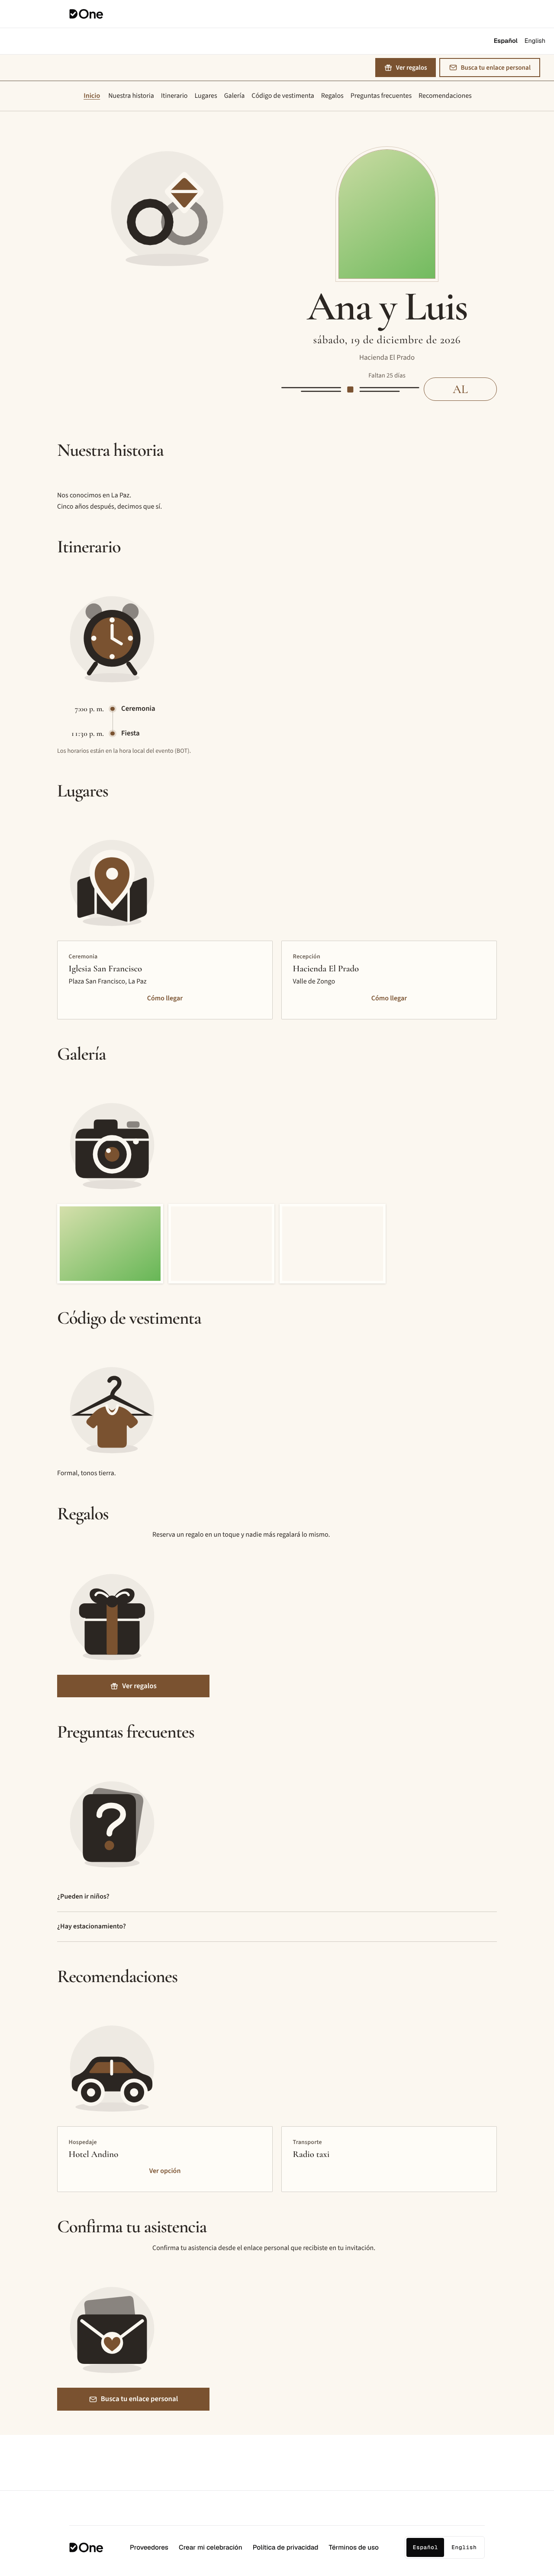 One
Español English
Ver regalos Busca tu enlace personal
Inicio Nuestra historia Itinerario Lugares Galería Código de vestimenta Regalos Preguntas frecuentes Recomendaciones
Ana y Luis
sábado, 19 de diciembre de 2026
Hacienda El Prado
Faltan 25 días
AL
Nuestra historia
Nos conocimos en La Paz.
Cinco años después, decimos que sí.
Itinerario
7:00 p. m. Ceremonia
11:30 p. m. Fiesta
Los horarios están en la hora local del evento (BOT).
Lugares
Ceremonia
Iglesia San Francisco
Plaza San Francisco, La Paz
Cómo llegar
Recepción
Hacienda El Prado
Valle de Zongo
Cómo llegar
Galería
Código de vestimenta
Formal, tonos tierra.
Regalos
Reserva un regalo en un toque y nadie más regalará lo mismo.
Ver regalos
Preguntas frecuentes
¿Pueden ir niños?
¿Hay estacionamiento?
Recomendaciones
Hospedaje
Hotel Andino
Ver opción
Transporte
Radio taxi
Confirma tu asistencia
Confirma tu asistencia desde el enlace personal que recibiste en tu invitación.
Busca tu enlace personal
One
Proveedores Crear mi celebración Política de privacidad Términos de uso
Español English